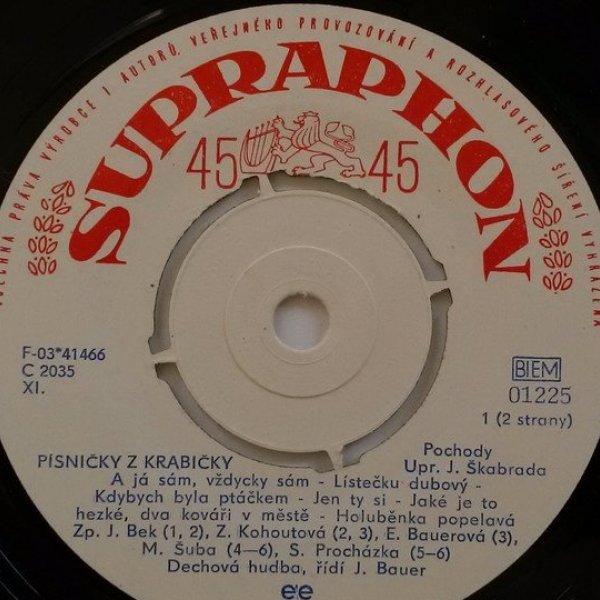 VŠECHNA PRÁVA VÝROBCE I AUTORŮ, VEŘEJNÉHO PROVOZOVÁNÍ A ROZHLASOVÉHO ŠÍŘENÍ VYHRAZENA
SUPRAPHON
45 45
F-03*41466
C 2035
XI.
BIEM
01225
1 (2 strany)
PÍSNIČKY Z KRABIČKY
Pochody
Upr. J. Škabrada
A já sám, vždycky sám - Lístečku dubový -
Kdybych byla ptáčkem - Jen ty si - Jaké je to
hezké, dva kováři v městě - Holuběnka popelavá
Zp. J. Bek (1, 2), Z. Kohoutová (2, 3), E. Bauerová (3),
M. Šuba (4—6), S. Procházka (5-6)
Dechová hudba, řídí J. Bauer
e/e